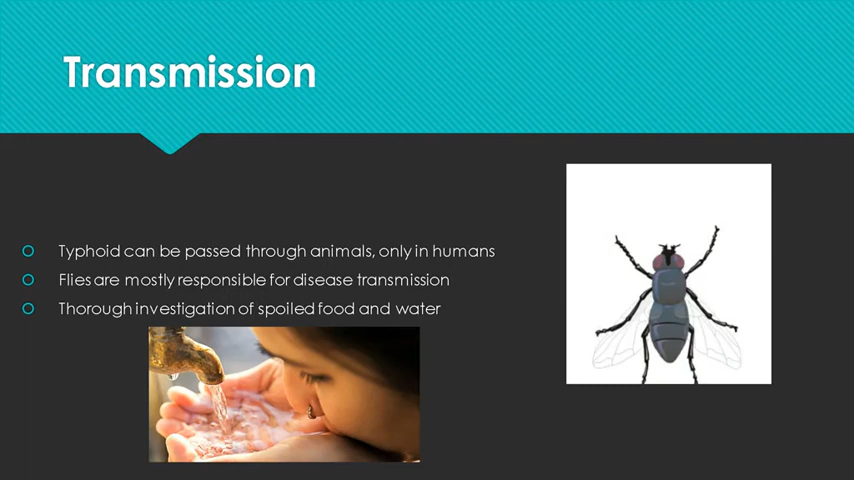 Transmission
Typhoid can be passed through animals, only in humans
Flies are mostly responsible for disease transmission
Thorough investigation of spoiled food and water